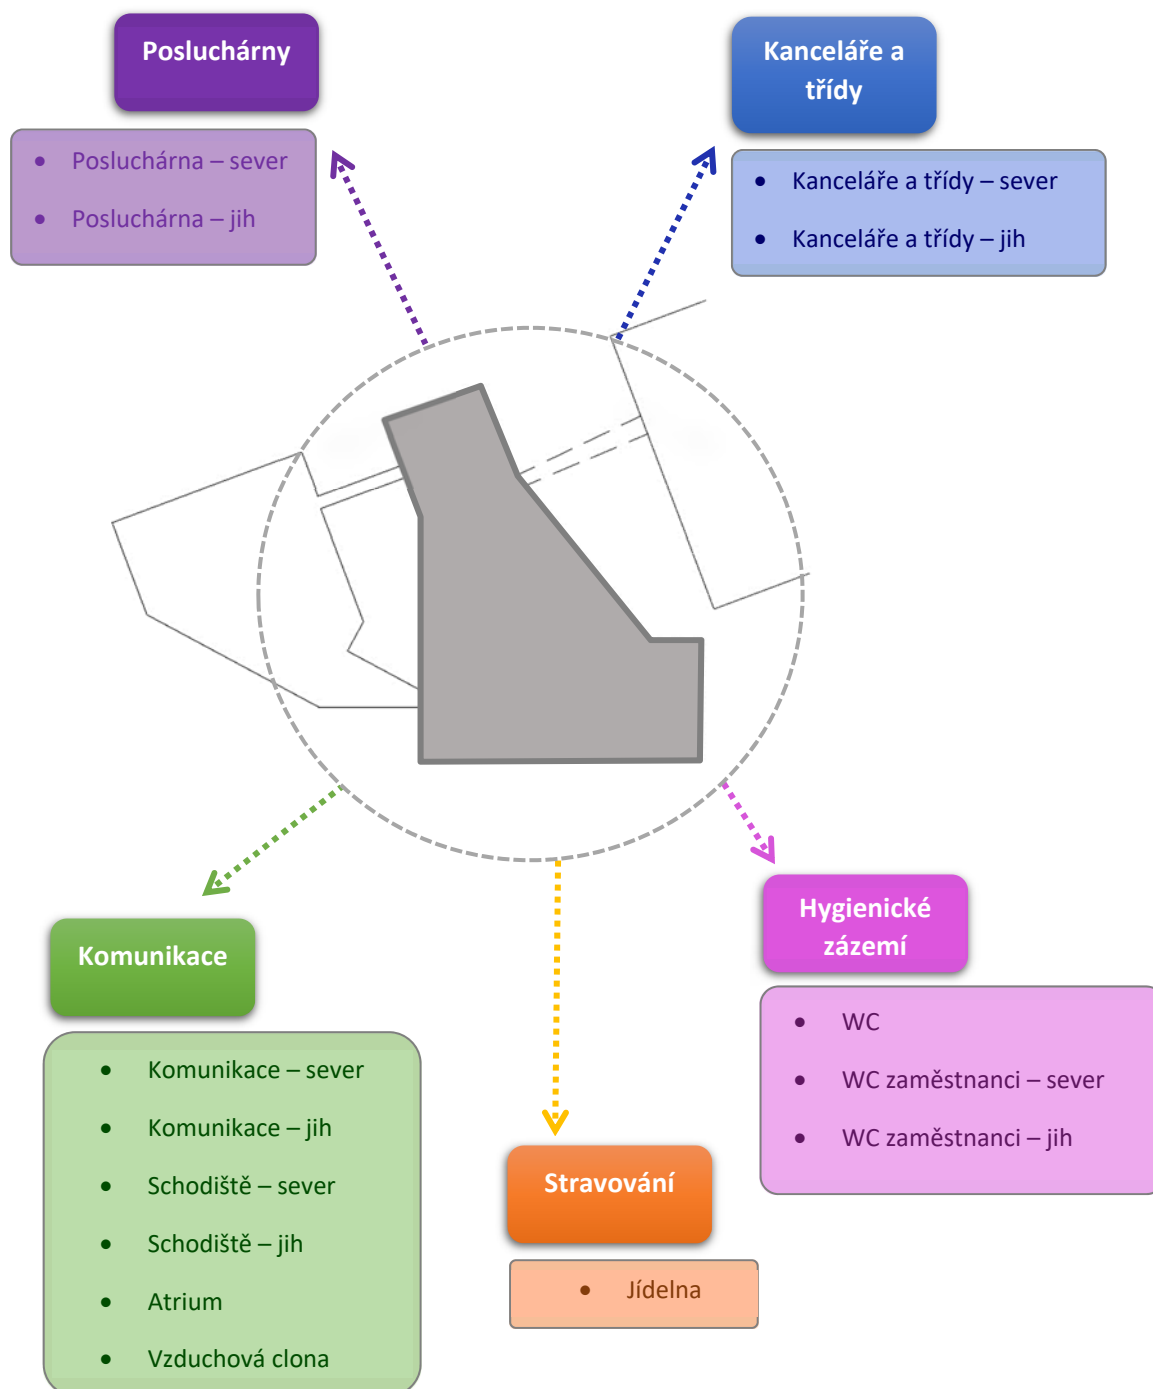 Posluchárny
• Posluchárna – sever
• Posluchárna – jih
Kanceláře a
třídy
• Kanceláře a třídy – sever
• Kanceláře a třídy – jih
Komunikace
• Komunikace – sever
• Komunikace – jih
• Schodiště – sever
• Schodiště – jih
• Atrium
• Vzduchová clona
Stravování
• Jídelna
Hygienické
zázemí
• WC
• WC zaměstnanci – sever
• WC zaměstnanci – jih